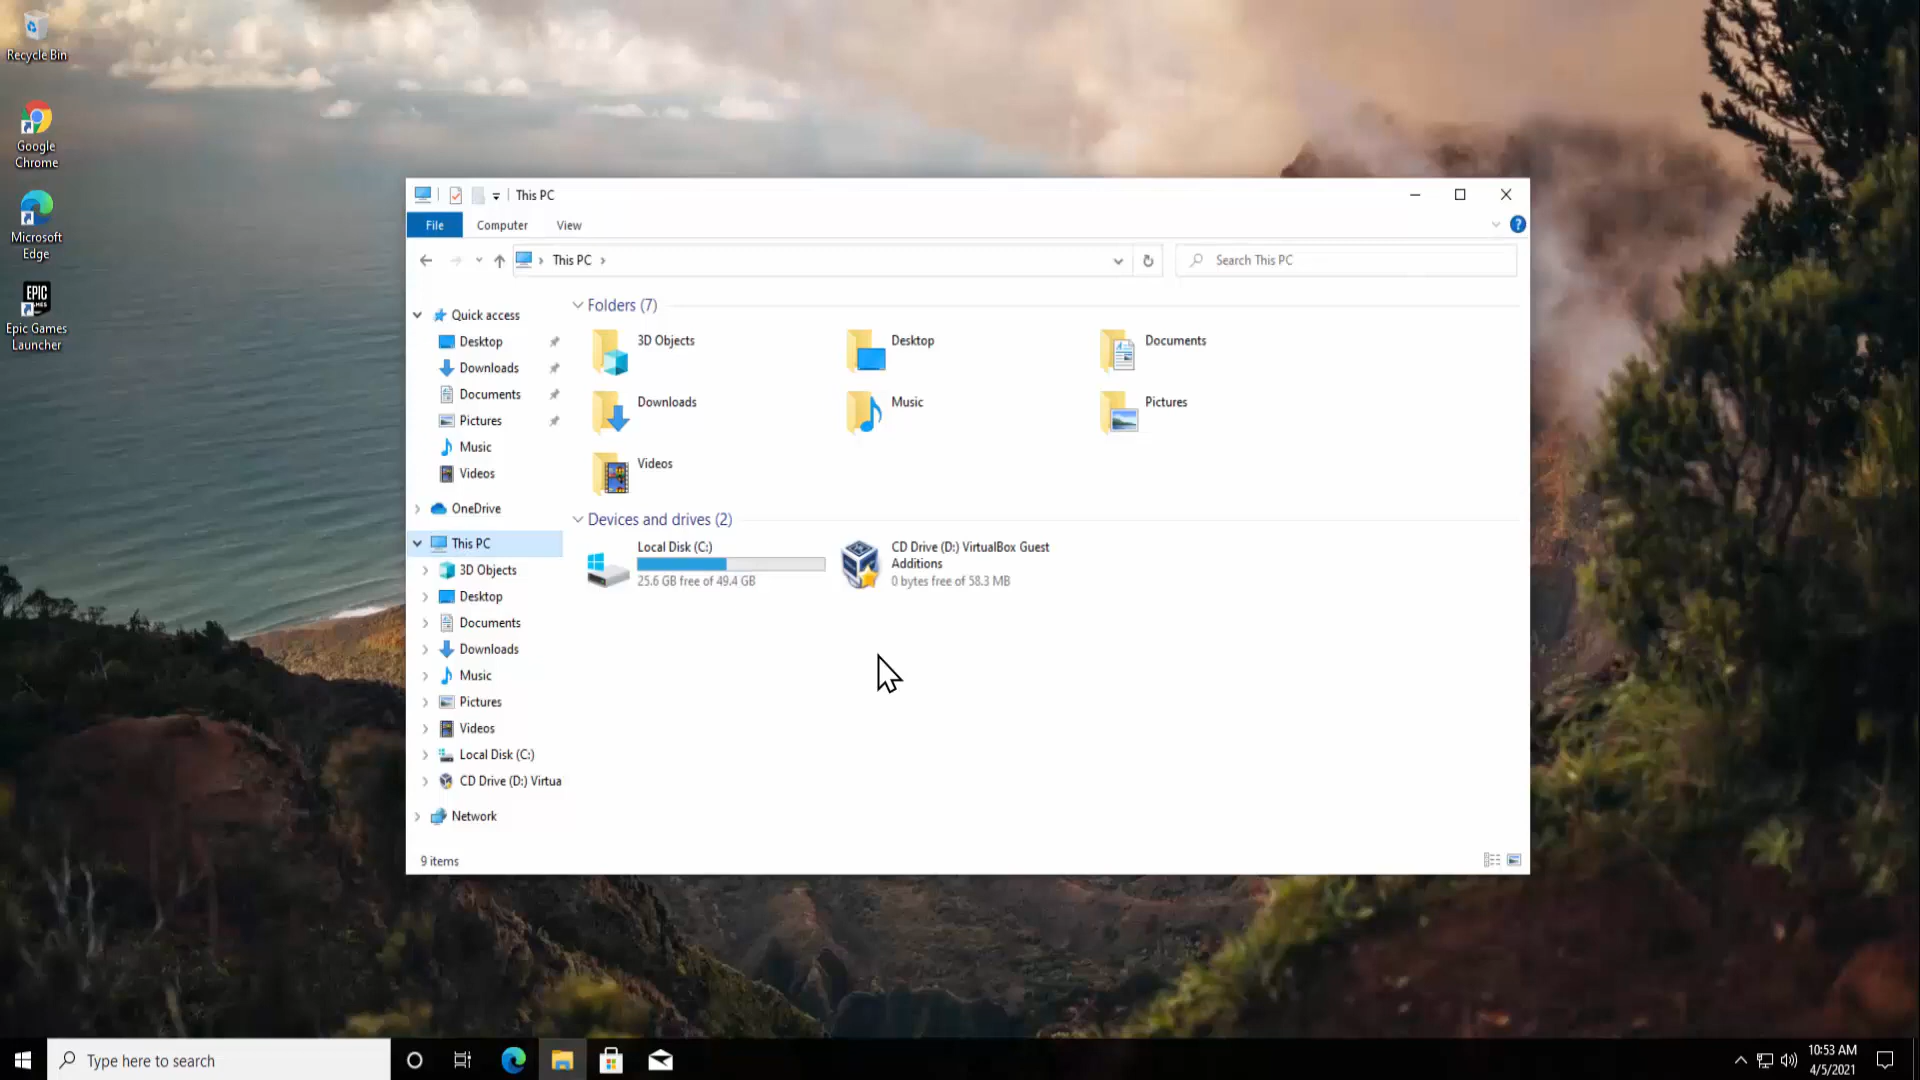 Recycle Bin
Google
Chrome
Microsoft
Edge
EPIC
GAMES
Epic Games
Launcher
This PC
File
Computer
View
?
This PC
Search This PC
Quick access
Desktop
Downloads
Documents
Pictures
Music
Videos
OneDrive
This PC
3D Objects
Desktop
Documents
Downloads
Music
Pictures
Videos
Local Disk (C:)
CD Drive (D:) Virtua
Network
Folders (7)
3D Objects
Desktop
Documents
Downloads
Music
Pictures
Videos
Devices and drives (2)
Local Disk (C:)
25.6 GB free of 49.4 GB
CD Drive (D:) VirtualBox Guest
Additions
0 bytes free of 58.3 MB
9 items
Type here to search
10:53 AM
4/5/2021